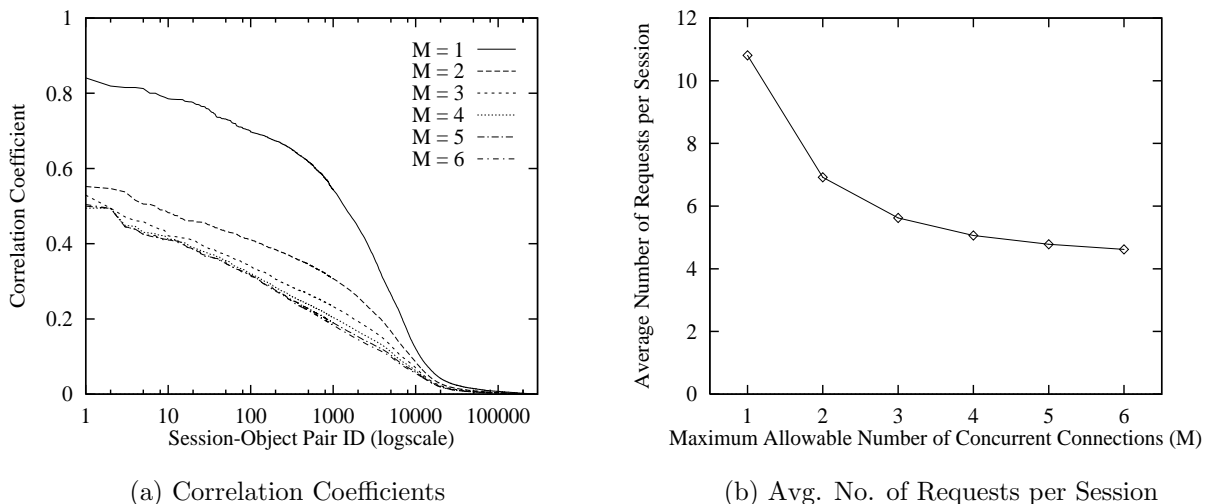 1
0.8
0.6
0.4
0.2
0
1 10 100 1000 10000 100000
Correlation Coefficient
Session-Object Pair ID (logscale)
M = 1
M = 2
M = 3
M = 4
M = 5
M = 6
(a) Correlation Coefficients
12
10
8
6
4
2
0
1 2 3 4 5 6
Average Number of Requests per Session
Maximum Allowable Number of Concurrent Connections (M)
(b) Avg. No. of Requests per Session